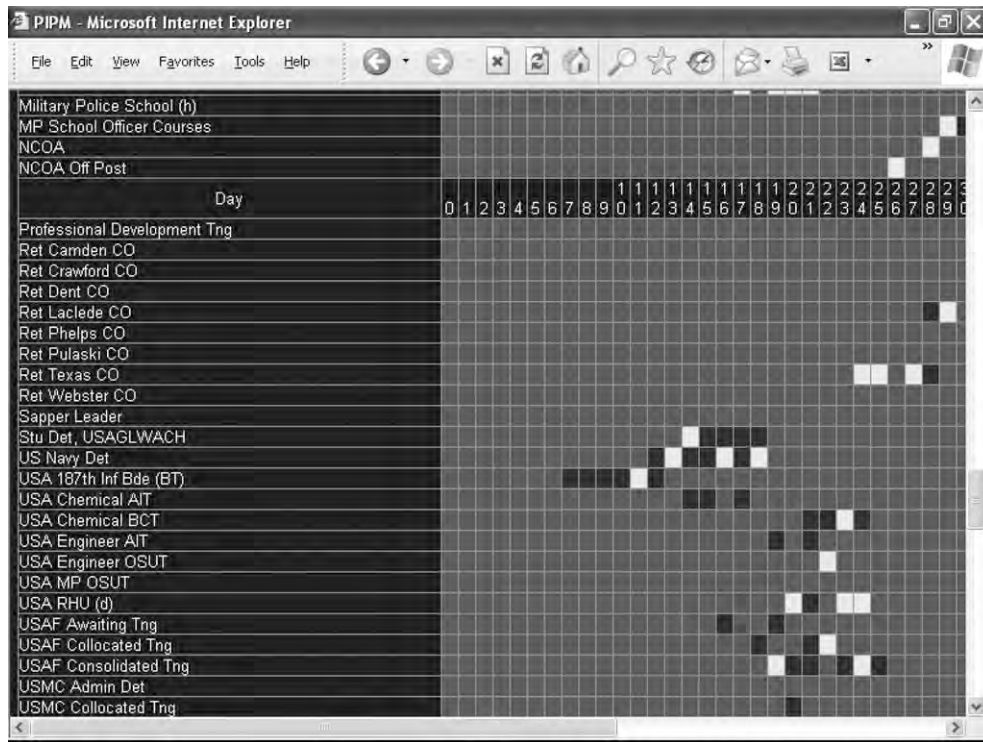 PIPM - Microsoft Internet Explorer
File Edit View Favorites Tools Help »
Military Police School (h)
MP School Officer Courses
NCOA
NCOA Off Post
Day 0 1 2 3 4 5 6 7 8 9 10 11 12 13 14 15 16 17 18 19 20 21 22 23 24 25 26 27 28 29 30
Professional Development Tng
Ret Camden CO
Ret Crawford CO
Ret Dent CO
Ret Laclede CO
Ret Phelps CO
Ret Pulaski CO
Ret Texas CO
Ret Webster CO
Sapper Leader
Stu Det, USAGLWACH
US Navy Det
USA 187th Inf Bde (BT)
USA Chemical AIT
USA Chemical BCT
USA Engineer AIT
USA Engineer OSUT
USA MP OSUT
USA RHU (d)
USAF Awaiting Tng
USAF Collocated Tng
USAF Consolidated Tng
USMC Admin Det
USMC Collocated Tng